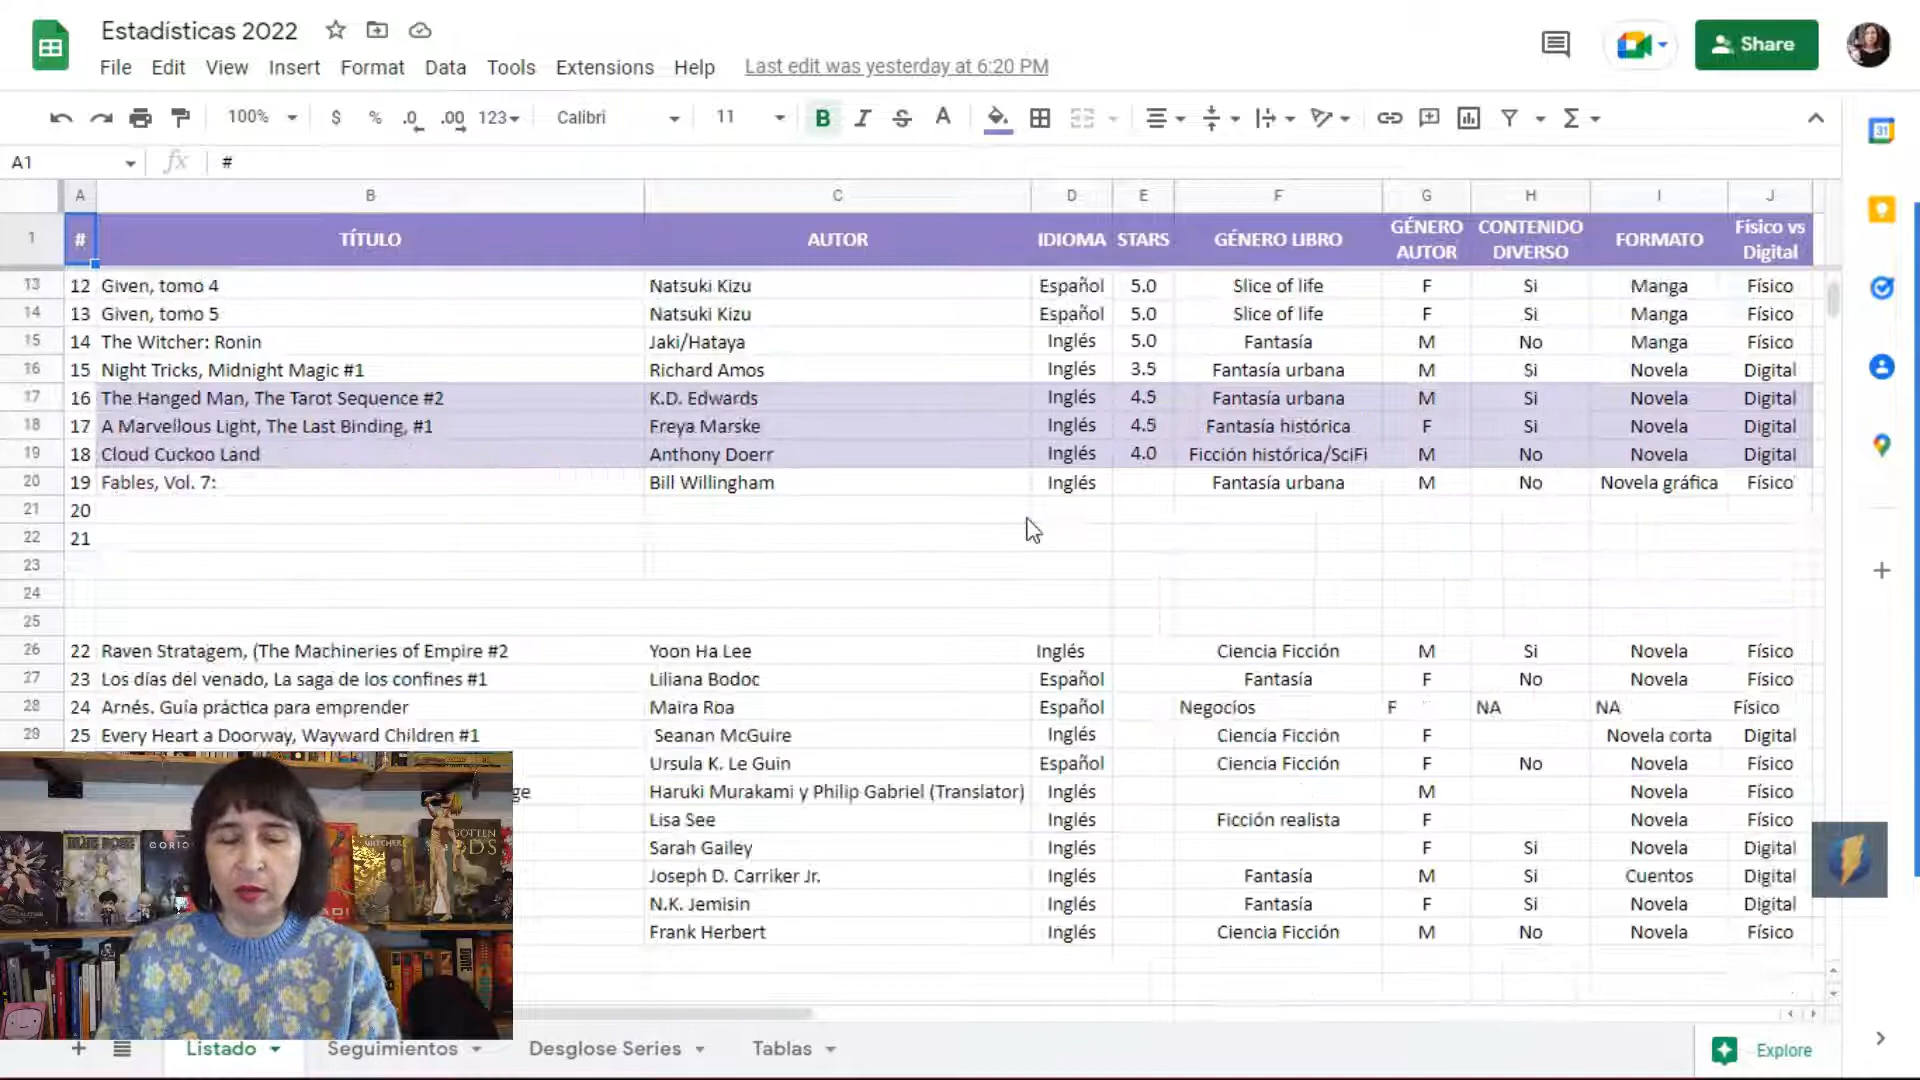 Estadísticas 2022
File Edit View Insert Format Data Tools Extensions Help Last edit was yesterday at 6:20 PM
Share
100% $ % .0 .00 123 Calibri 11 B I S A
A1 fx #
A B C D E F G H I J
1 # TÍTULO AUTOR IDIOMA STARS GÉNERO LIBRO GÉNERO AUTOR CONTENIDO DIVERSO FORMATO Físico vs Digital
13 12 Given, tomo 4 Natsuki Kizu Español 5.0 Slice of life F Si Manga Físico
14 13 Given, tomo 5 Natsuki Kizu Español 5.0 Slice of life F Si Manga Físico
15 14 The Witcher: Ronin Jaki/Hataya Inglés 5.0 Fantasía M No Manga Físico
16 15 Night Tricks, Midnight Magic #1 Richard Amos Inglés 3.5 Fantasía urbana M Si Novela Digital
17 16 The Hanged Man, The Tarot Sequence #2 K.D. Edwards Inglés 4.5 Fantasía urbana M Si Novela Digital
18 17 A Marvellous Light, The Last Binding, #1 Freya Marske Inglés 4.5 Fantasía histórica F Si Novela Digital
19 18 Cloud Cuckoo Land Anthony Doerr Inglés 4.0 Ficción histórica/SciFi M No Novela Digital
20 19 Fables, Vol. 7: Bill Willingham Inglés Fantasía urbana M No Novela gráfica Físico
21 20
22 21
23
24
25
26 22 Raven Stratagem, (The Machineries of Empire #2 Yoon Ha Lee Inglés Ciencia Ficción M Si Novela Físico
27 23 Los días del venado, La saga de los confines #1 Liliana Bodoc Español Fantasía F No Novela Físico
28 24 Arnés. Guía práctica para emprender Maira Roa Español Negocios F NA NA Físico
29 25 Every Heart a Doorway, Wayward Children #1 Seanan McGuire Inglés Ciencia Ficción F Novela corta Digital
Ursula K. Le Guin Español Ciencia Ficción F No Novela Físico
ge Haruki Murakami y Philip Gabriel (Translator) Inglés M Novela Físico
Lisa See Inglés Ficción realista F Novela Físico
Sarah Gailey Inglés F Si Novela Digital
Joseph D. Carriker Jr. Inglés Fantasía M Si Cuentos Digital
N.K. Jemisin Inglés Fantasía F Si Novela Digital
Frank Herbert Inglés Ciencia Ficción M No Novela Físico
Listado Seguimientos Desglose Series Tablas Explore